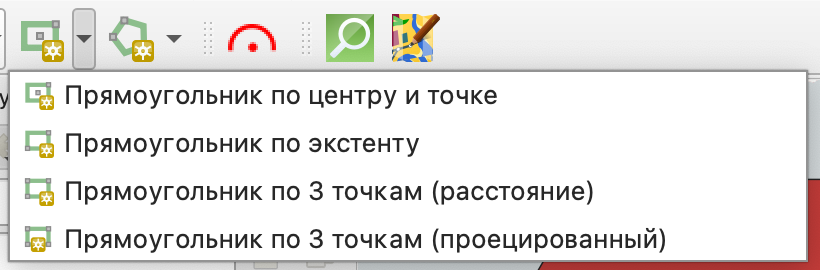 Прямоугольник по центру и точке
Прямоугольник по экстенту
Прямоугольник по 3 точкам (расстояние)
Прямоугольник по 3 точкам (проецированный)